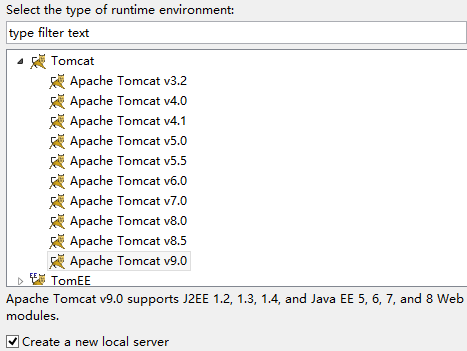 Select the type of runtime environment:
type filter text
Tomcat
Apache Tomcat v3.2
Apache Tomcat v4.0
Apache Tomcat v4.1
Apache Tomcat v5.0
Apache Tomcat v5.5
Apache Tomcat v6.0
Apache Tomcat v7.0
Apache Tomcat v8.0
Apache Tomcat v8.5
Apache Tomcat v9.0
EE TomEE
Apache Tomcat v9.0 supports J2EE 1.2, 1.3, 1.4, and Java EE 5, 6, 7, and 8 Web
modules.
Create a new local server